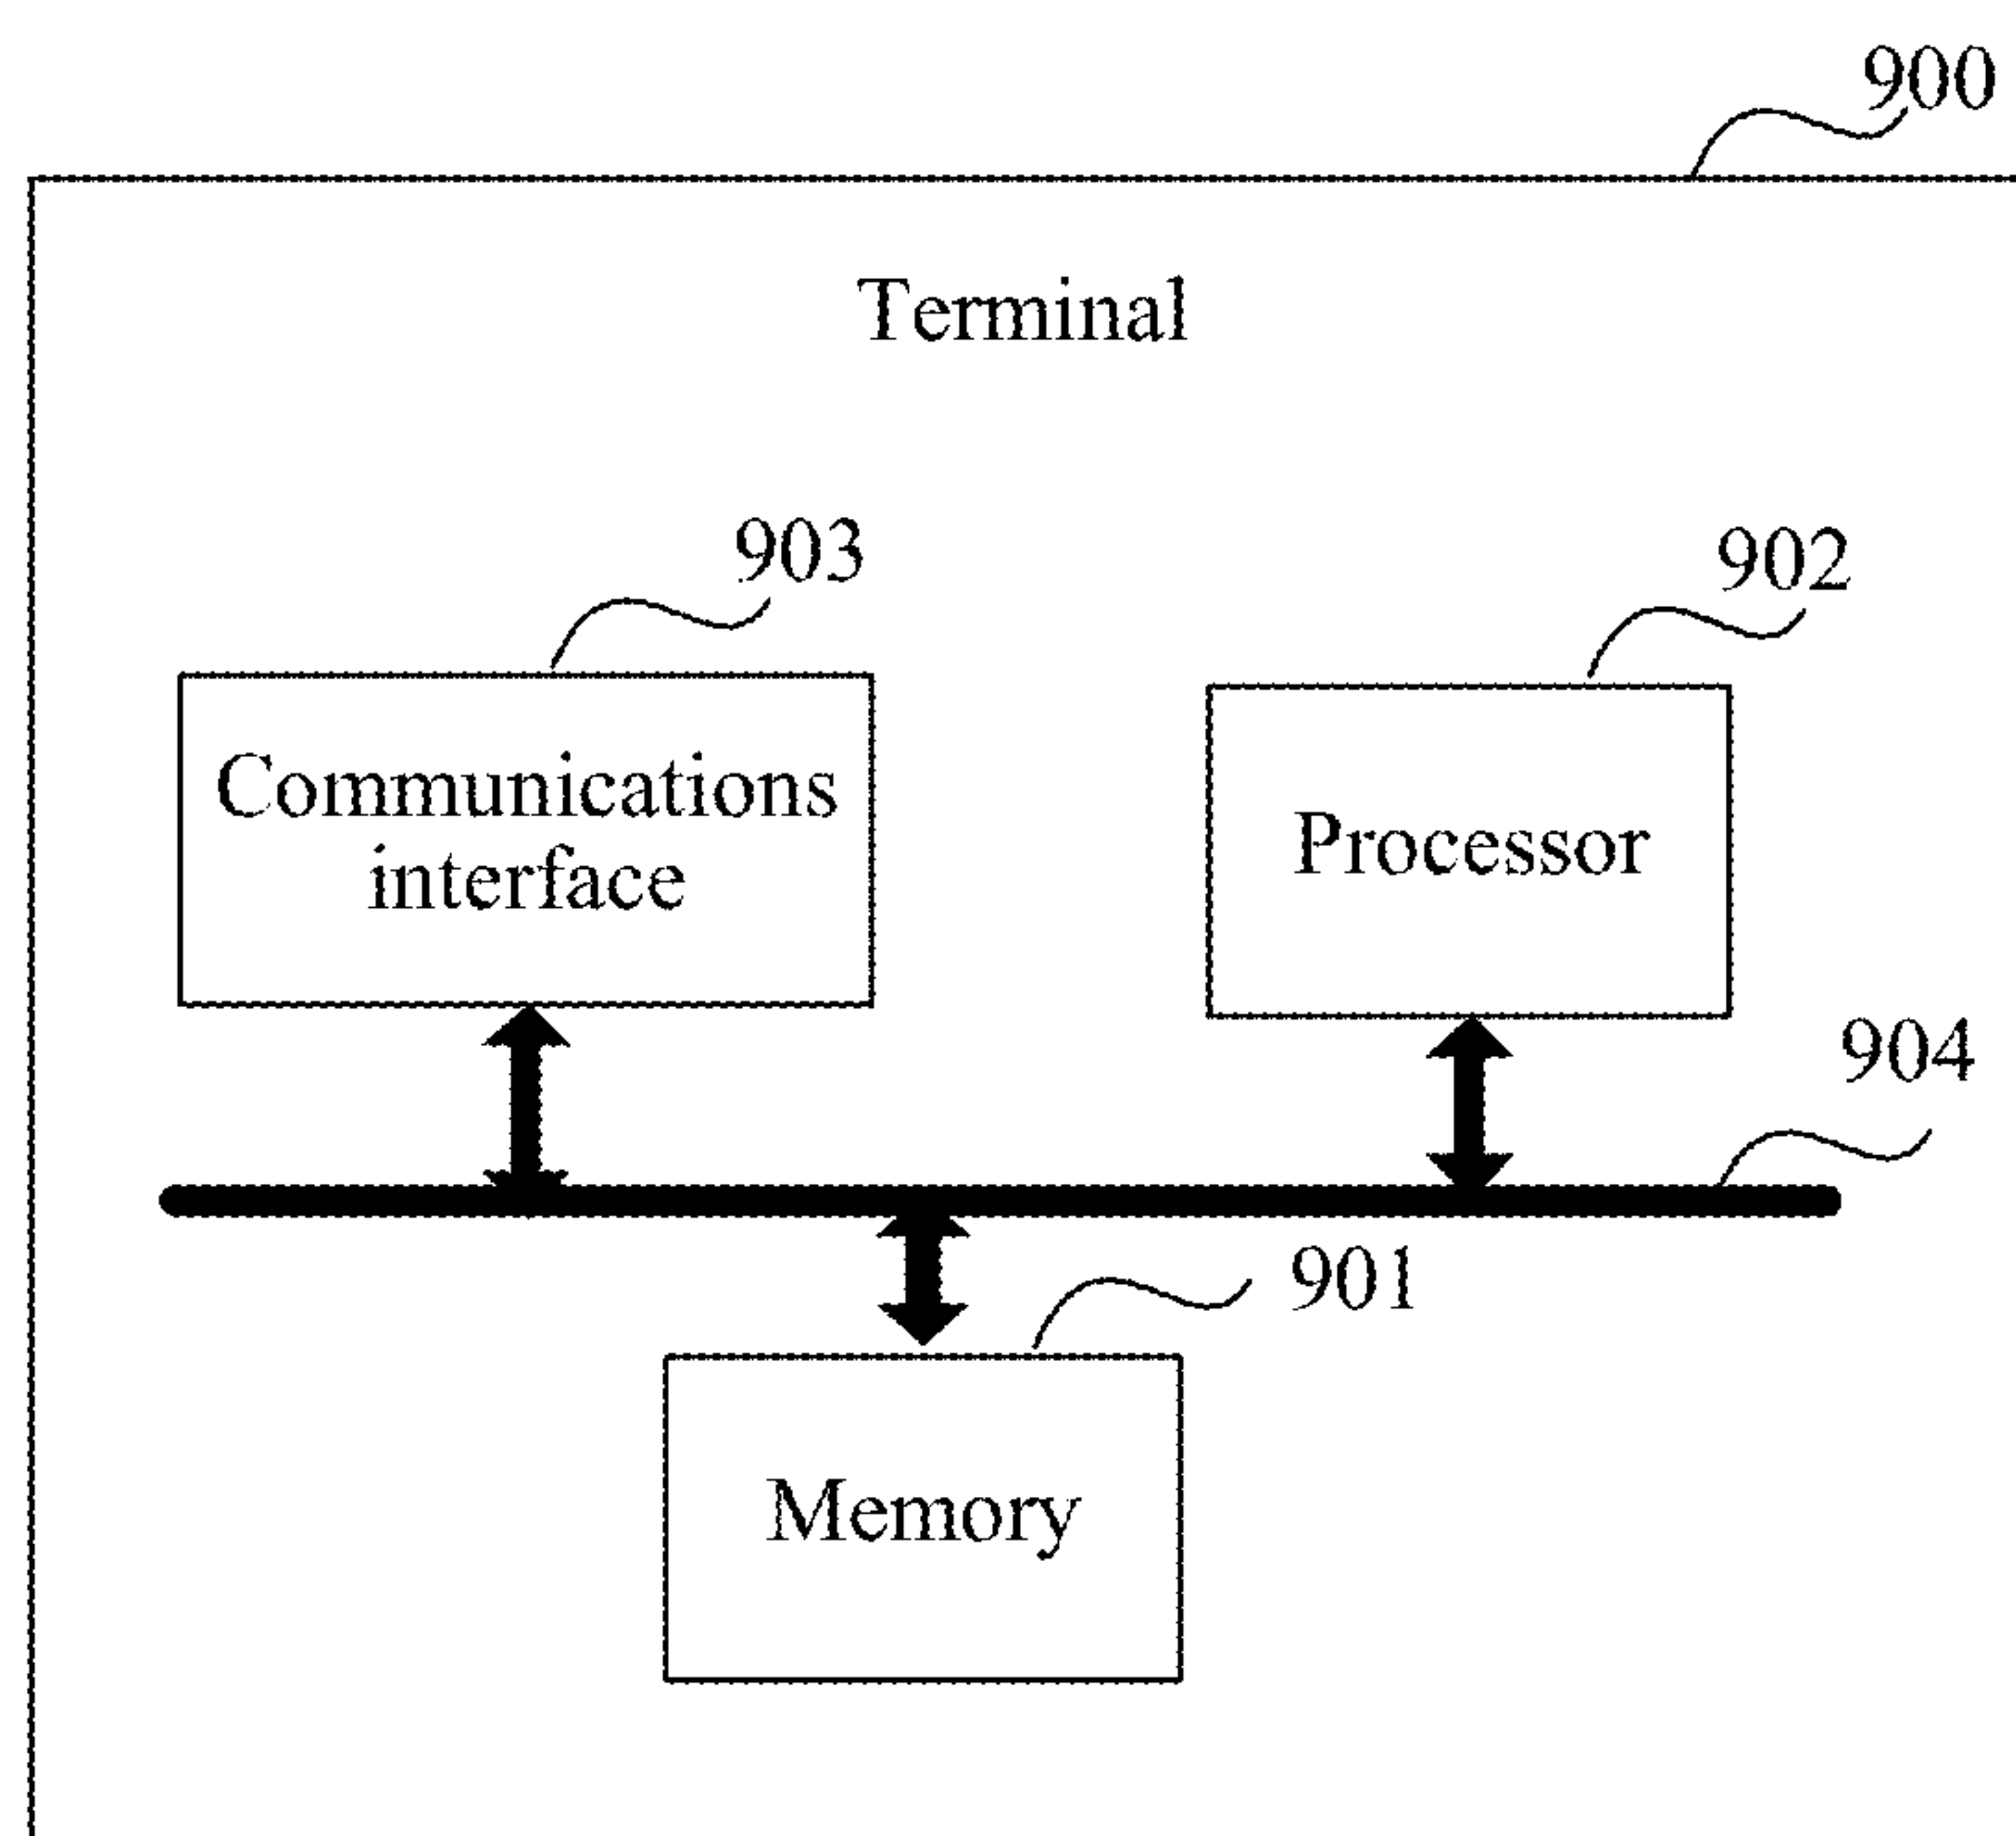 900
Terminal
903
902
Communications
interface
Processor
904
901
Memory